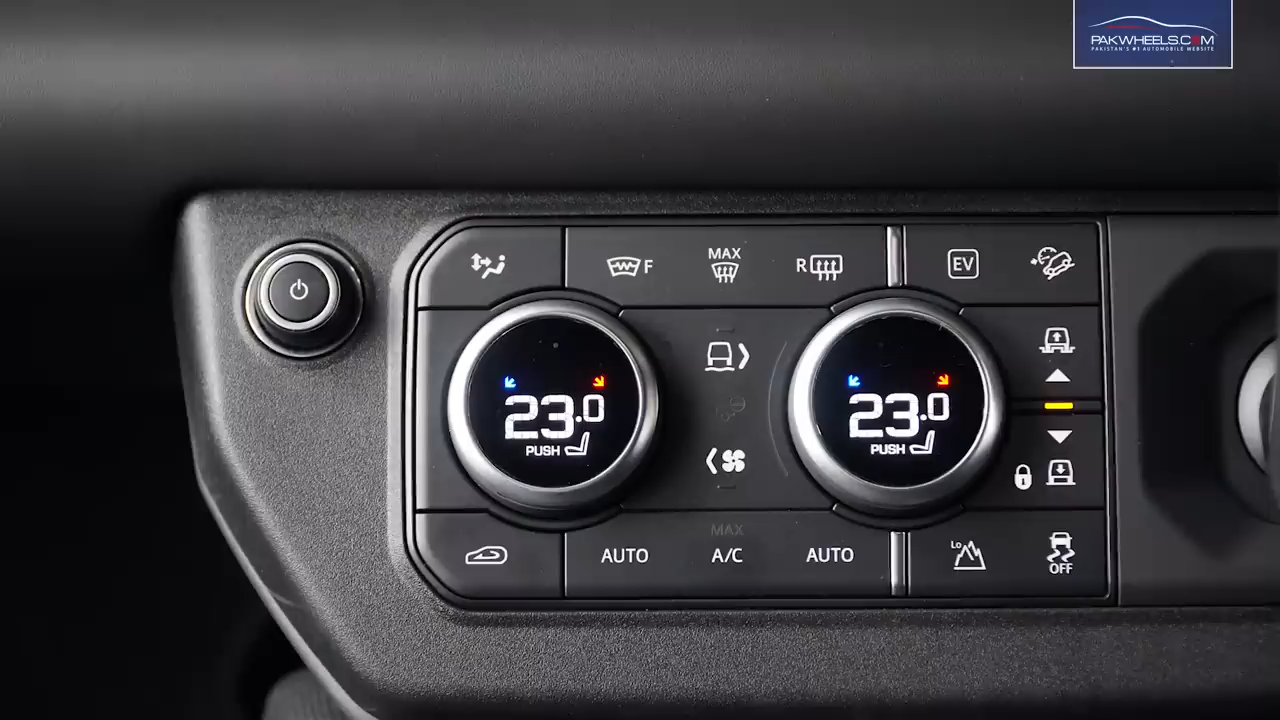 PAKWHEELS.COM
PAKISTAN'S #1 AUTOMOBILE WEBSITE
F
MAX
R
EV
23.0
PUSH
23.0
PUSH
AUTO
MAX
A/C
AUTO
Lo
OFF